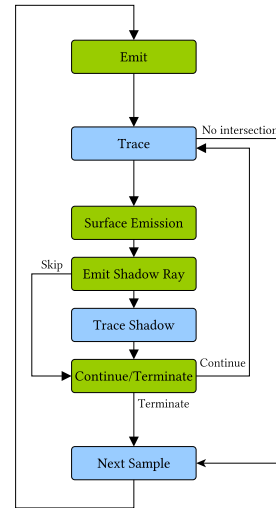 Emit
No intersection
Trace
Surface Emission
Skip
Emit Shadow Ray
Trace Shadow
Continue
Continue/Terminate
Terminate
Next Sample